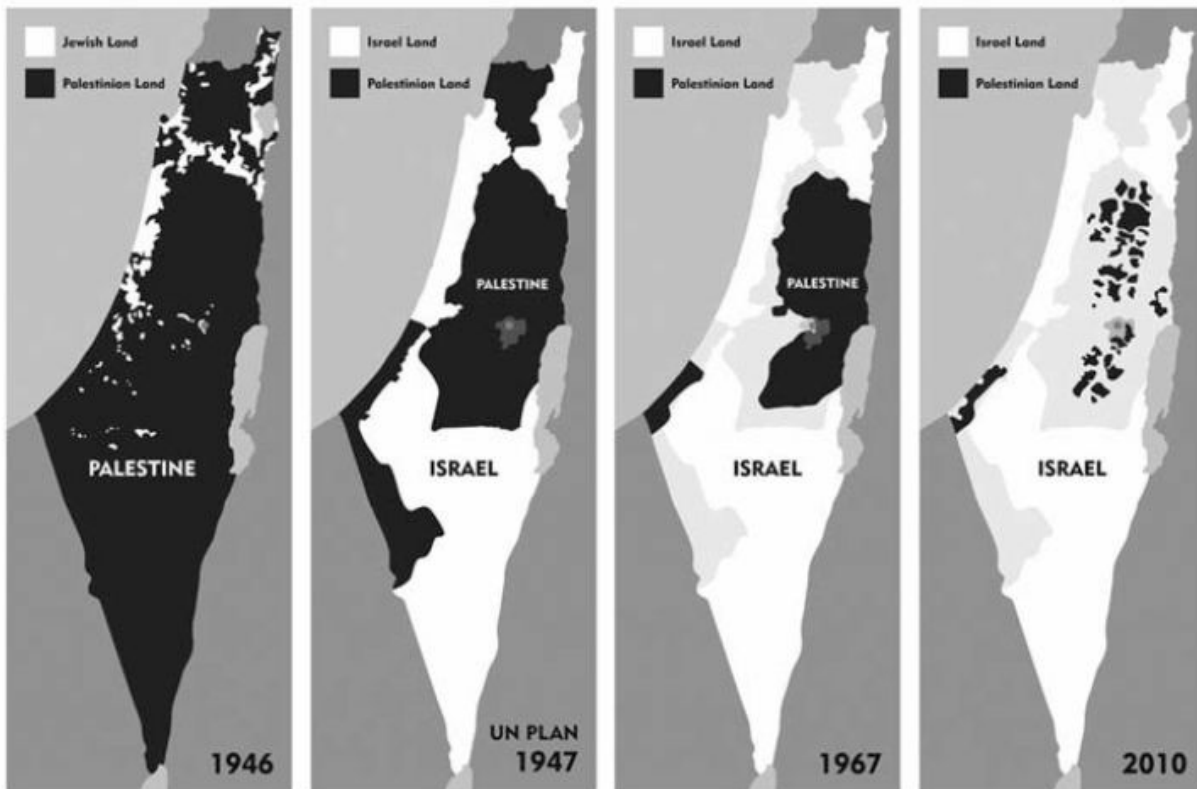 Jewish Land
Palestinian Land
PALESTINE
1946
Israel Land
Palestinian Land
PALESTINE
ISRAEL
UN PLAN
1947
Israel Land
Palestinian Land
PALESTINE
ISRAEL
1967
Israel Land
Palestinian Land
ISRAEL
2010